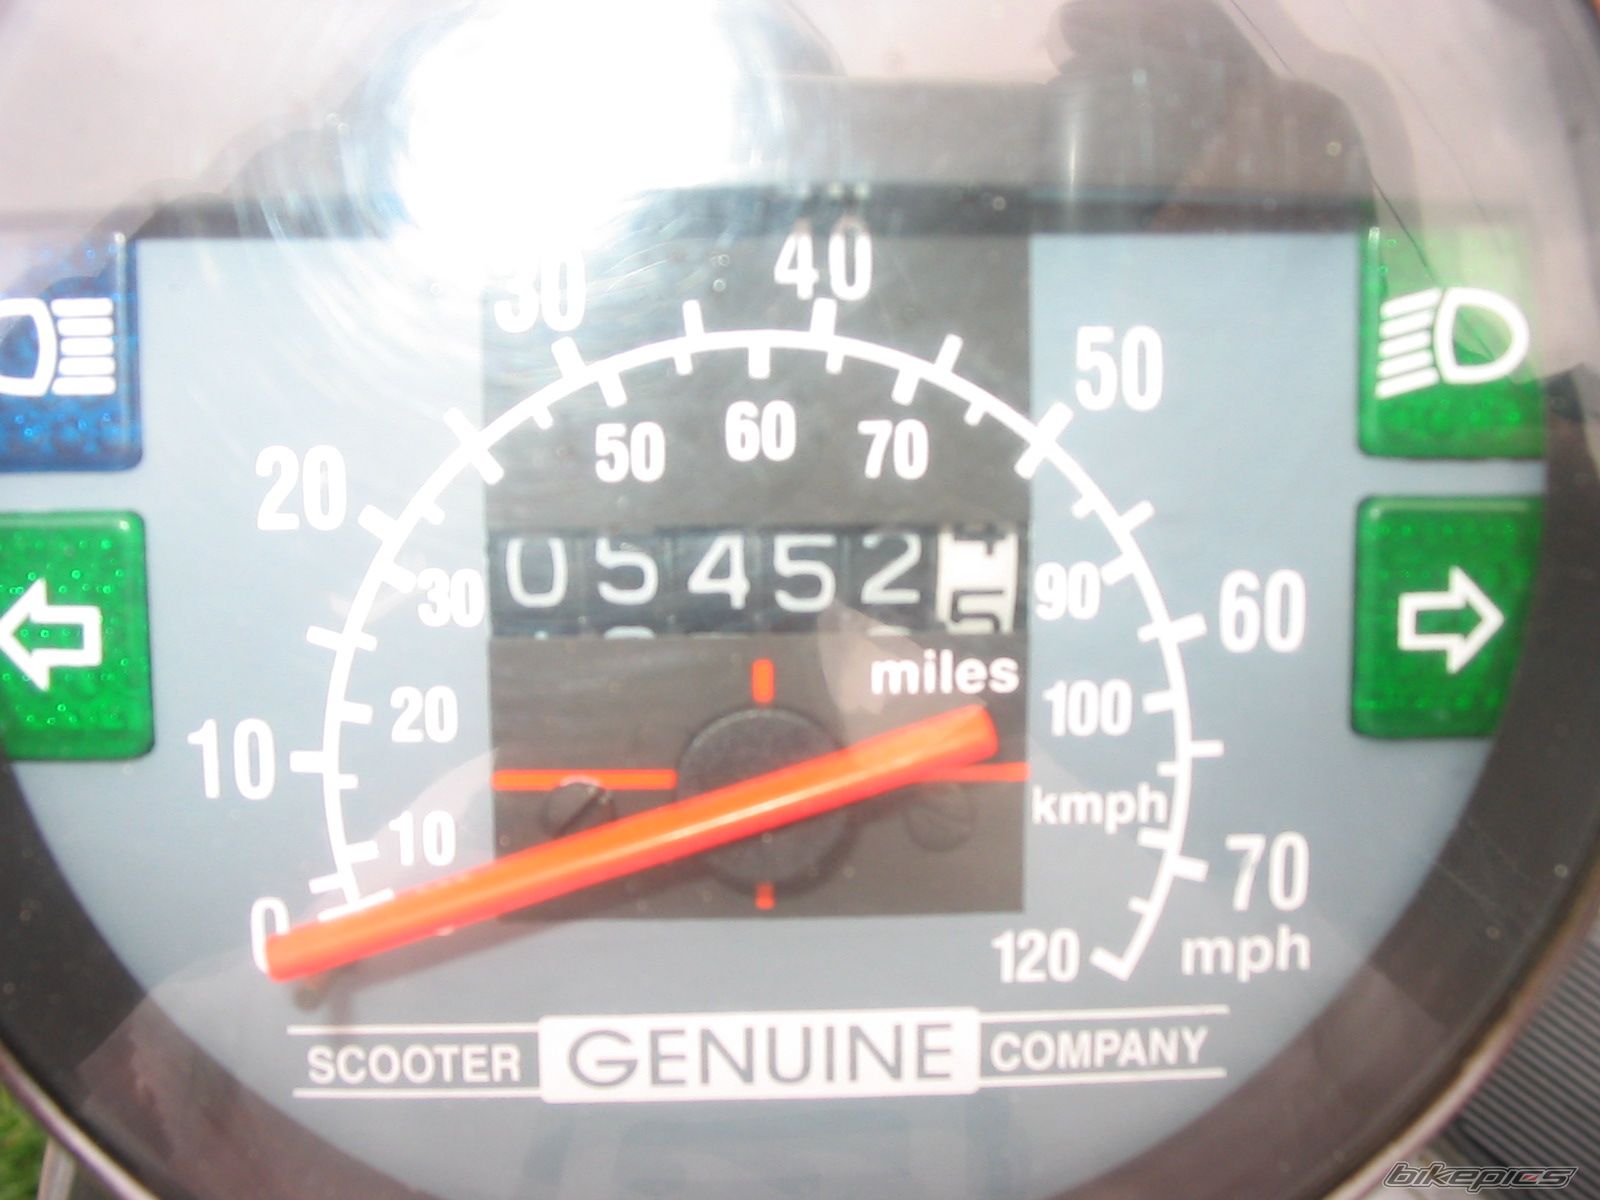 30 40 50
20 50 60 70
05452
30 90 60
miles
10 20 100
kmph
10 70
0 120 mph
SCOOTER GENUINE COMPANY
bikepics